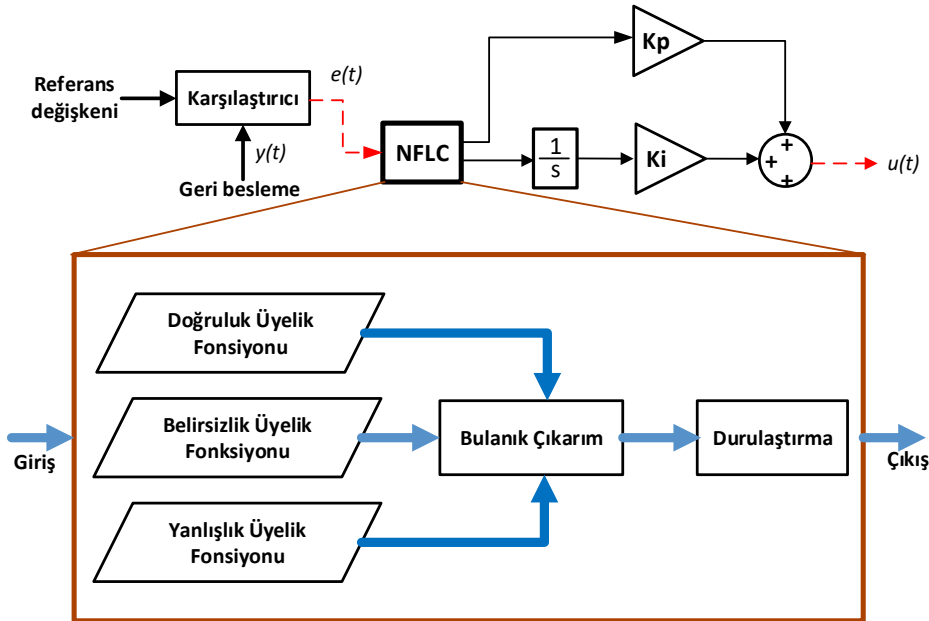 Referans
değişkeni
Karşılaştırıcı
e(t)
y(t)
Geri besleme
NFLC
1
s
Kp
Ki
+
+
+
u(t)
Giriş
Doğruluk Üyelik
Fonsiyonu
Belirsizlik Üyelik
Fonksiyonu
Yanlışlık Üyelik
Fonsiyonu
Bulanık Çıkarım
Durulaştırma
Çıkış